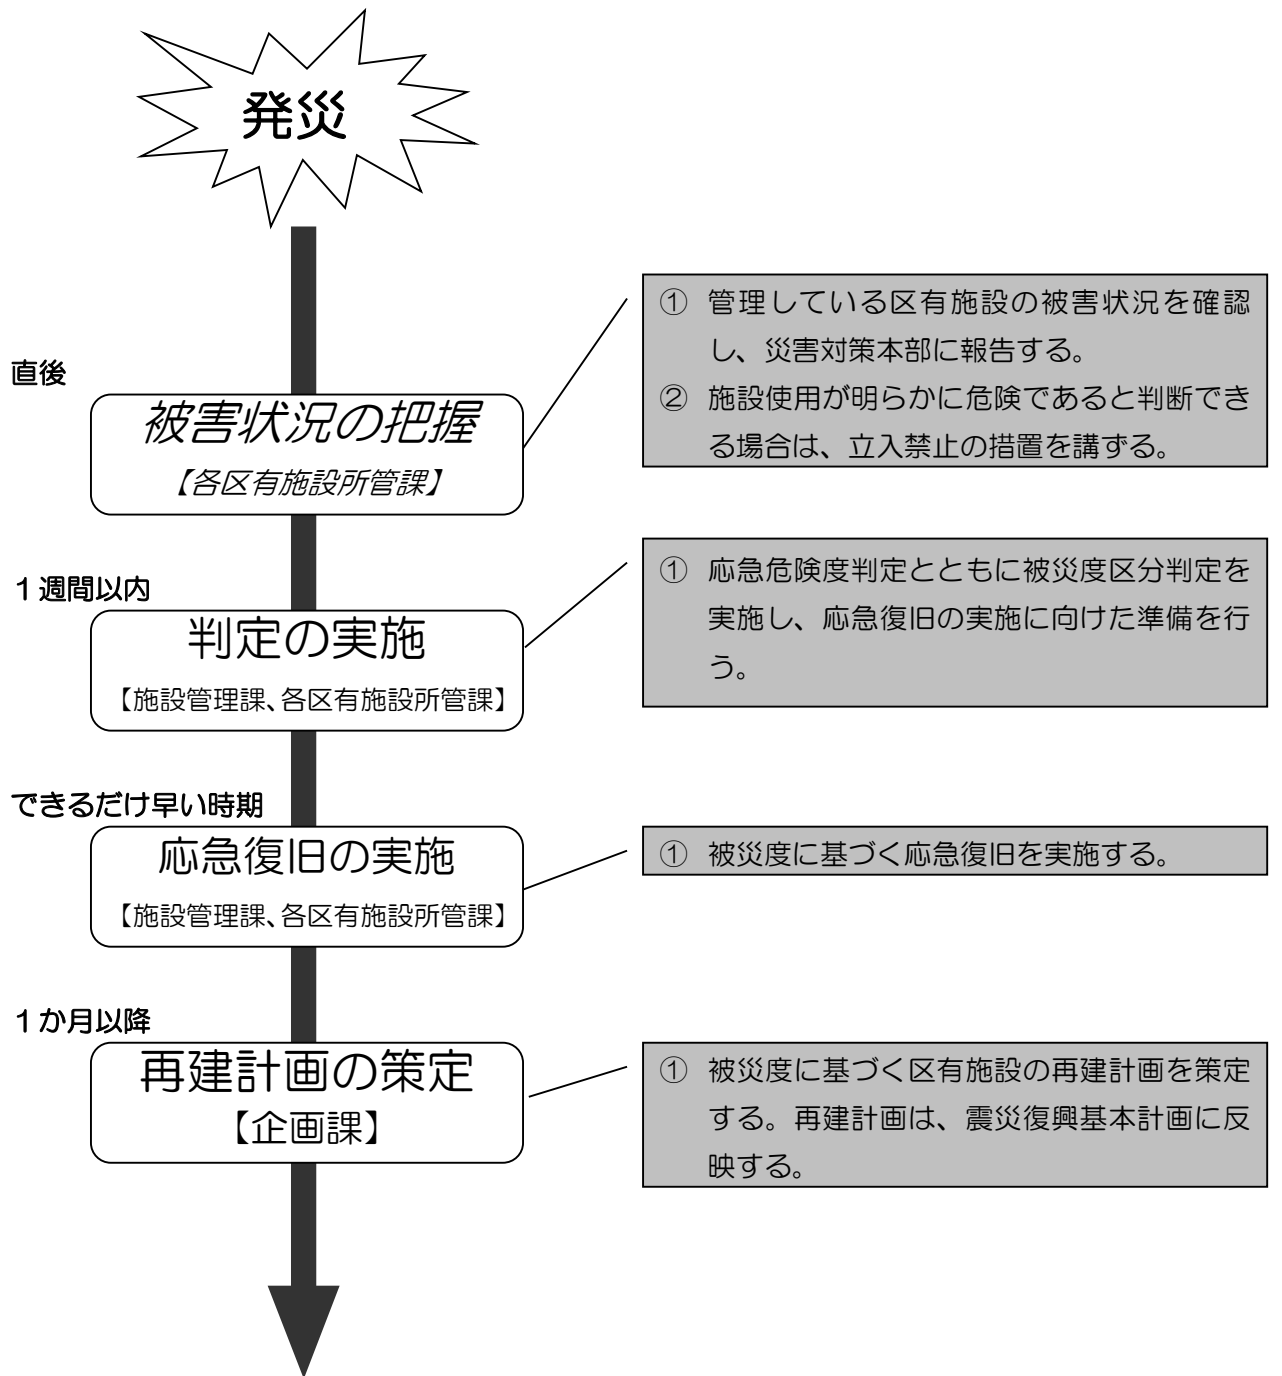 発災
直後
被害状況の把握
【各区有施設所管課】
① 管理している区有施設の被害状況を確認
し、災害対策本部に報告する。
② 施設使用が明らかに危険であると判断でき
る場合は、立入禁止の措置を講ずる。
１週間以内
判定の実施
【施設管理課、各区有施設所管課】
① 応急危険度判定とともに被災度区分判定を
実施し、応急復旧の実施に向けた準備を行
う。
できるだけ早い時期
応急復旧の実施
【施設管理課、各区有施設所管課】
① 被災度に基づく応急復旧を実施する。
１か月以降
再建計画の策定
【企画課】
① 被災度に基づく区有施設の再建計画を策定
する。再建計画は、震災復興基本計画に反
映する。